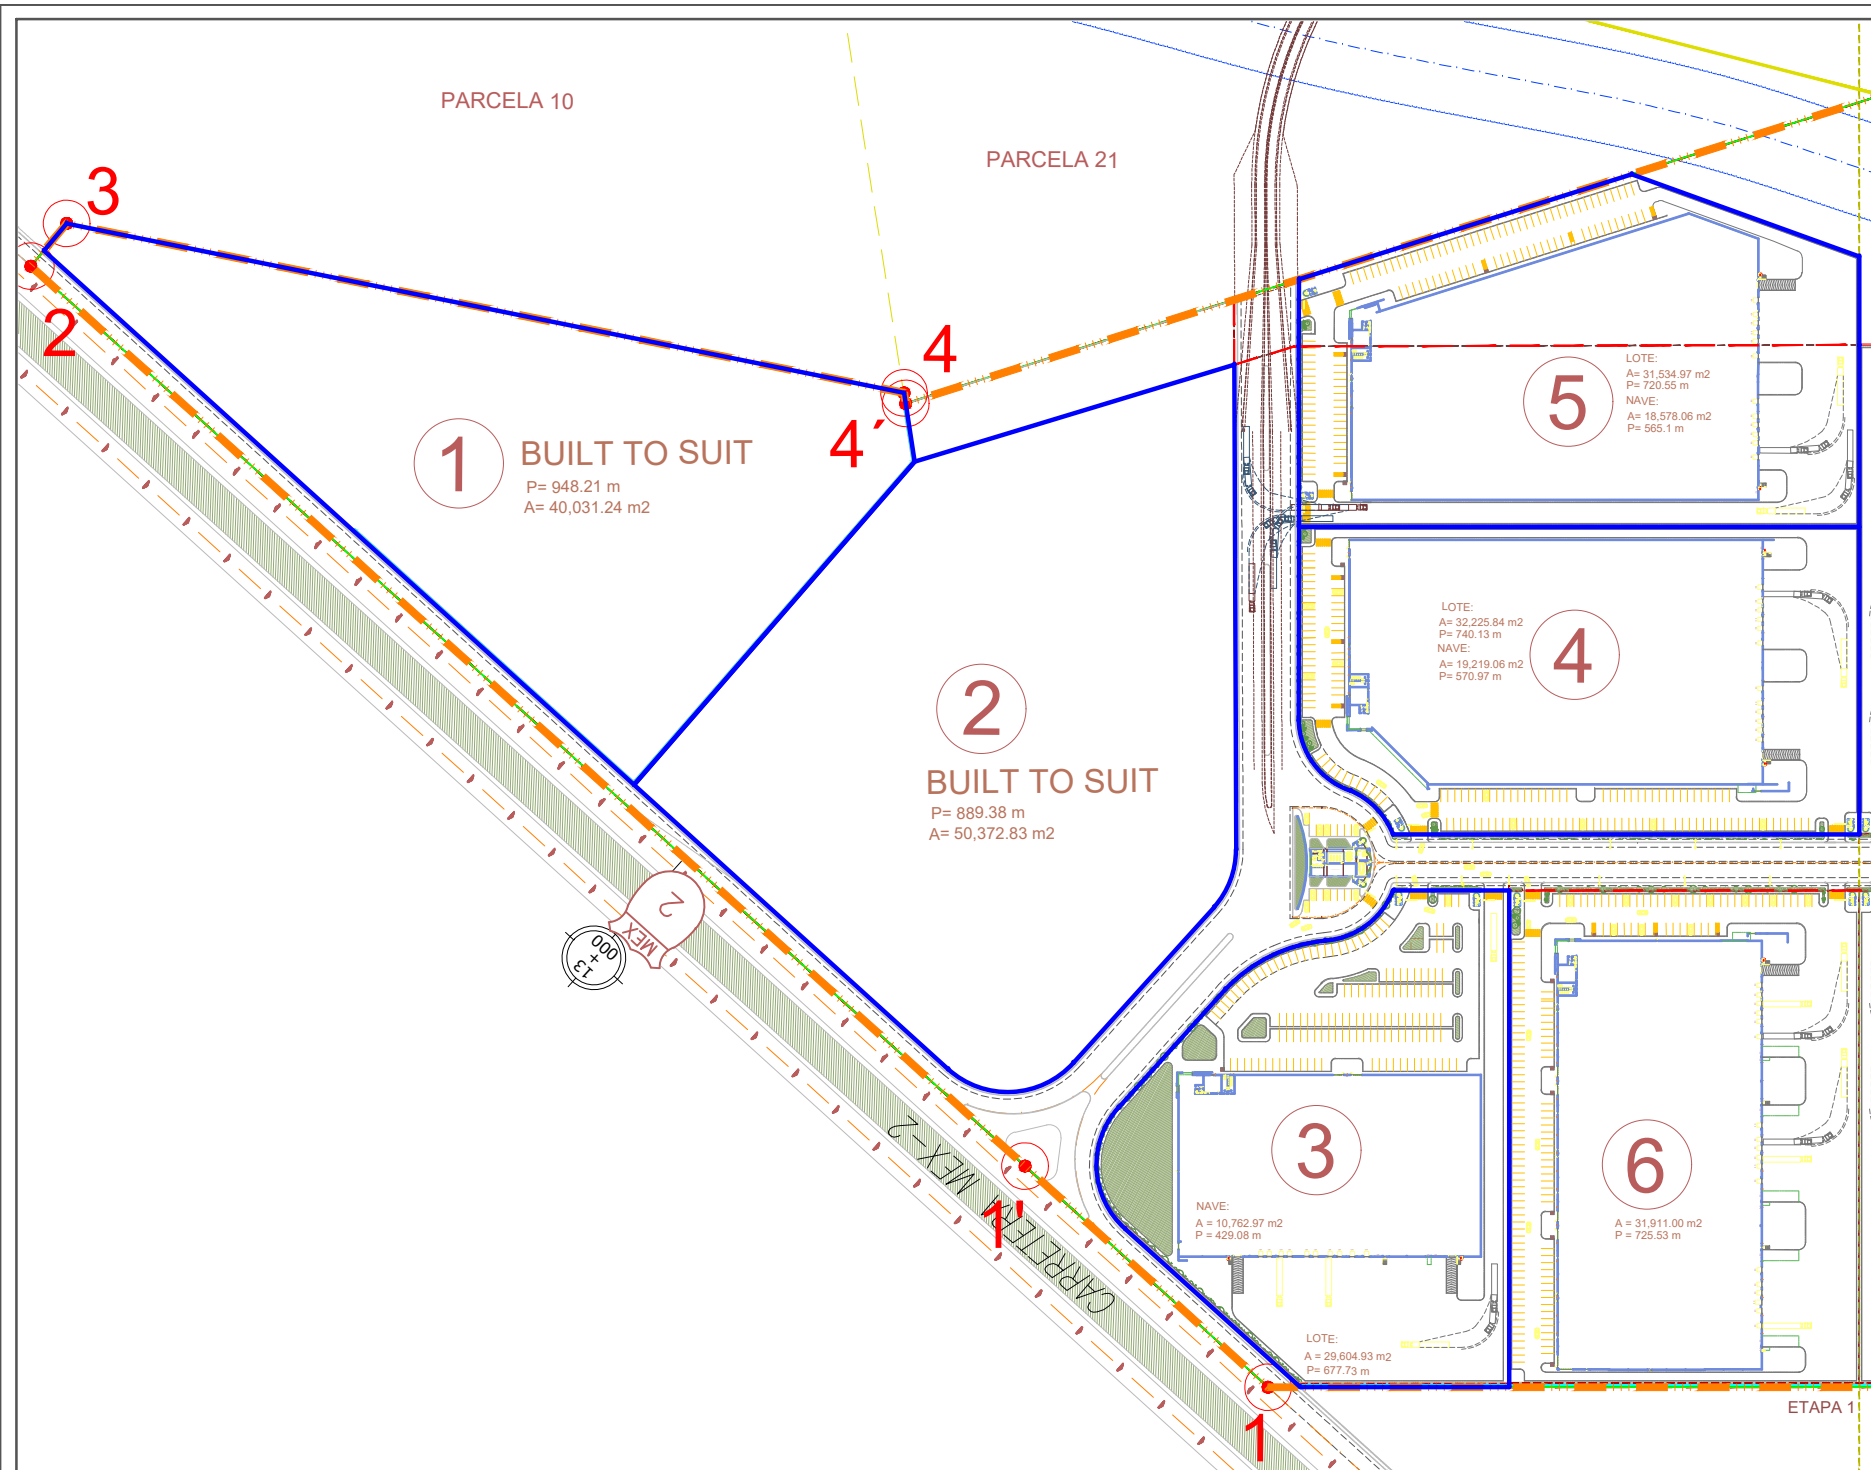 PARCELA 10
PARCELA 21
3
2
4
4´
1
BUILT TO SUIT
P= 948.21 m
A= 40,031.24 m2
5
LOTE:
A= 31,534.97 m2
P= 720.55 m
NAVE:
A= 18,578.06 m2
P= 565.1 m
LOTE:
A= 32,225.84 m2
P= 740.13 m
NAVE:
A= 19,219.06 m2
P= 570.97 m
4
2
BUILT TO SUIT
P= 889.38 m
A= 50,372.83 m2
2
MEX
13+000
CARRETERA MEX-2
1'
3
NAVE:
A = 10,762.97 m2
P = 429.08 m
6
A = 31,911.00 m2
P = 725.53 m
LOTE:
A = 29,604.93 m2
P= 677.73 m
1
ETAPA 1